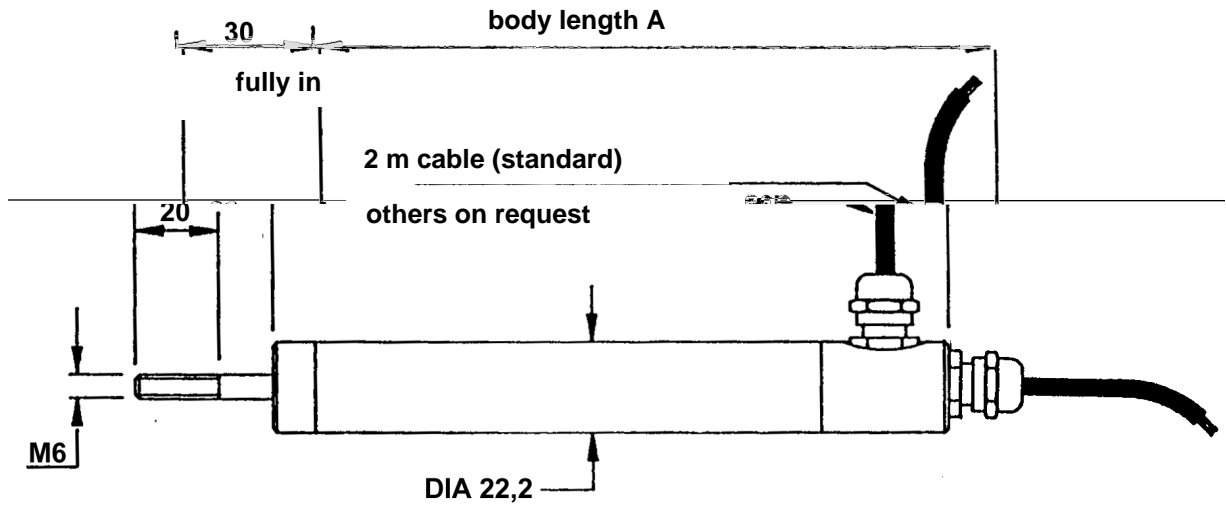 body length A
30
fully in
2 m cable (standard)
others on request
20
M6
DIA 22,2